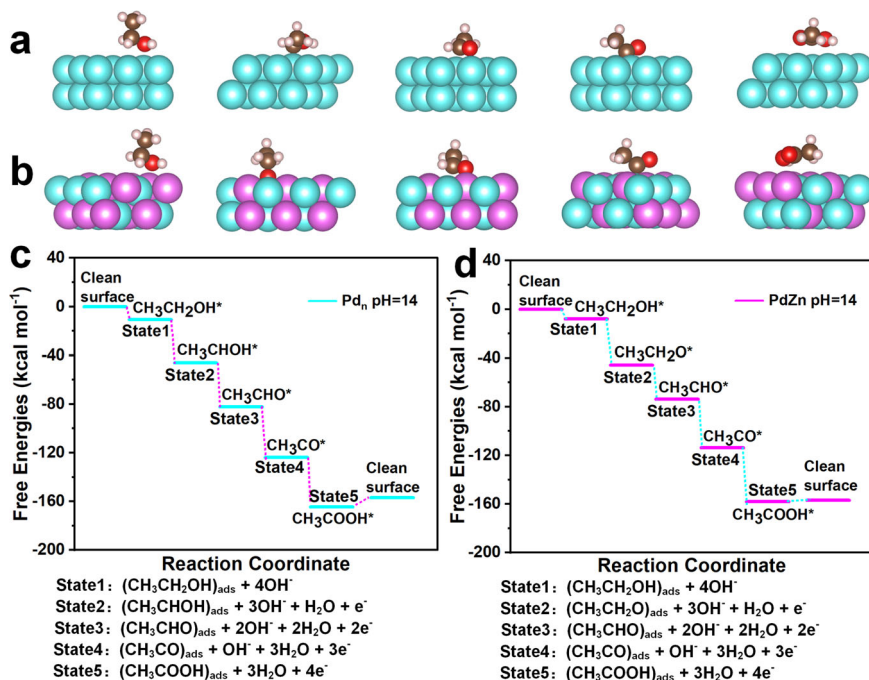 a
b
c
40
0
-40
-80
-120
-160
-200
Free Energies (kcal mol⁻¹)
Clean
surface
CH₃CH₂OH*
State1
CH₃CHOH*
State2
CH₃CHO*
State3
CH₃CO*
State4
State5
CH₃COOH*
Clean
surface
Pdₙ pH=14
Reaction Coordinate
State1: (CH₃CH₂OH)ads + 4OH⁻
State2: (CH₃CHOH)ads + 3OH⁻ + H₂O + e⁻
State3: (CH₃CHO)ads + 2OH⁻ + 2H₂O + 2e⁻
State4: (CH₃CO)ads + OH⁻ + 3H₂O + 3e⁻
State5: (CH₃COOH)ads + 3H₂O + 4e⁻
d
40
0
-40
-80
-120
-160
-200
Free Energies (kcal mol⁻¹)
Clean
surface
CH₃CH₂OH*
State1
CH₃CH₂O*
State2
CH₃CHO*
State3
CH₃CO*
State4
State5
CH₃COOH*
Clean
surface
PdZn pH=14
Reaction Coordinate
State1: (CH₃CH₂OH)ads + 4OH⁻
State2: (CH₃CH₂O)ads + 3OH⁻ + H₂O + e⁻
State3: (CH₃CHO)ads + 2OH⁻ + 2H₂O + 2e⁻
State4: (CH₃CO)ads + OH⁻ + 3H₂O + 3e⁻
State5: (CH₃COOH)ads + 3H₂O + 4e⁻